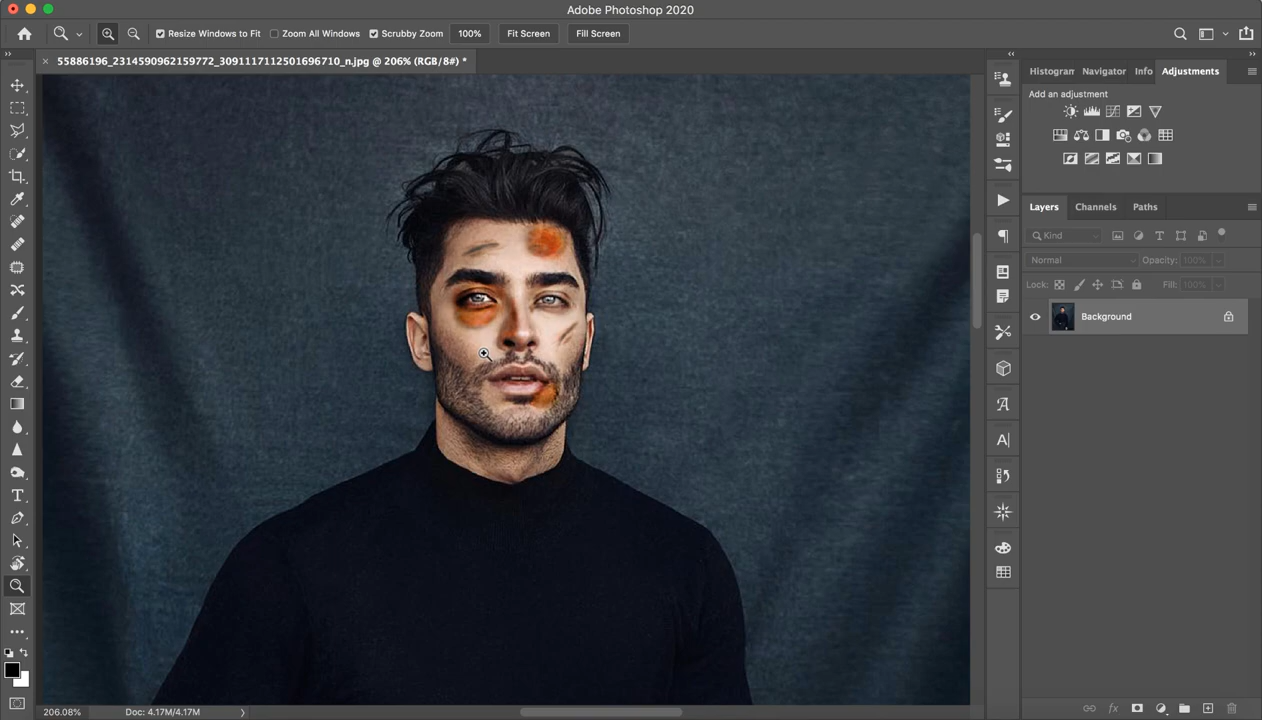 Adobe Photoshop 2020
Resize Windows to Fit Zoom All Windows Scrubby Zoom 100% Fit Screen Fill Screen
55886196_2314590962159772_3091117112501696710_n.jpg @ 206% (RGB/8#) *
Histogram Navigator Info Adjustments
Add an adjustment
Layers Channels Paths
Kind
Normal Opacity: 100%
Lock: Fill: 100%
Background
206.08% Doc: 4.17M/4.17M